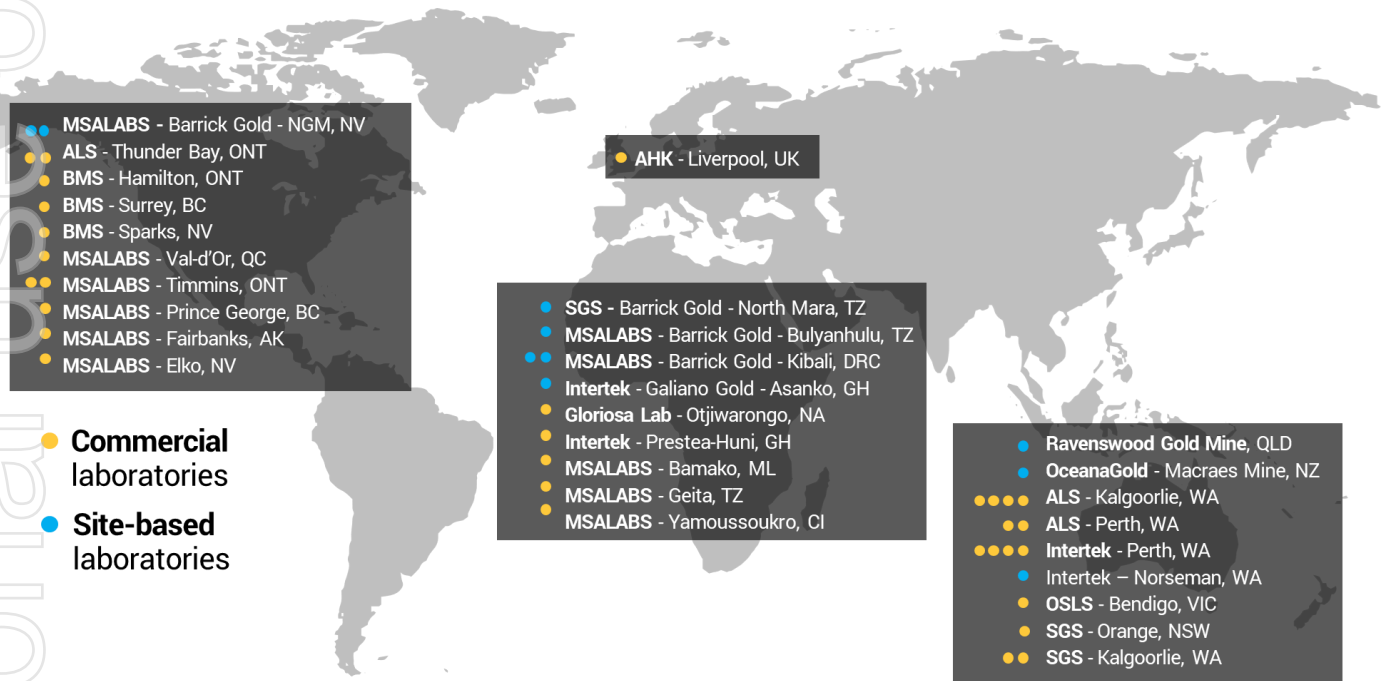 MSALABS - Barrick Gold - NGM, NV
ALS - Thunder Bay, ONT
BMS - Hamilton, ONT
BMS - Surrey, BC
BMS - Sparks, NV
MSALABS - Val-d'Or, QC
MSALABS - Timmins, ONT
MSALABS - Prince George, BC
MSALABS - Fairbanks, AK
MSALABS - Elko, NV
AHK - Liverpool, UK
SGS - Barrick Gold - North Mara, TZ
MSALABS - Barrick Gold - Bulyanhulu, TZ
MSALABS - Barrick Gold - Kibali, DRC
Intertek - Galiano Gold - Asanko, GH
Gloriosa Lab - Otjiwarongo, NA
Intertek - Prestea-Huni, GH
MSALABS - Bamako, ML
MSALABS - Geita, TZ
MSALABS - Yamoussoukro, CI
Commercial
laboratories
Site-based
laboratories
Ravenswood Gold Mine, QLD
OceanaGold - Macraes Mine, NZ
ALS - Kalgoorlie, WA
ALS - Perth, WA
Intertek - Perth, WA
Intertek – Norseman, WA
OSLS - Bendigo, VIC
SGS - Orange, NSW
SGS - Kalgoorlie, WA